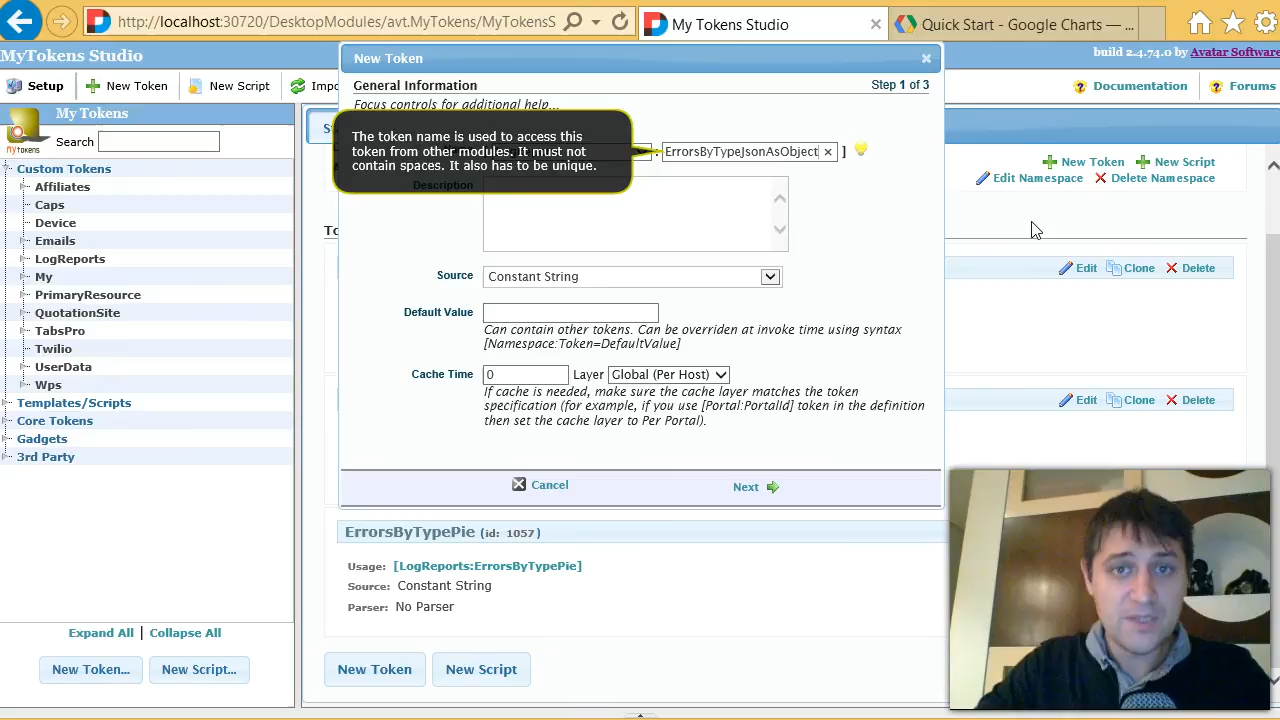 http://localhost:30720/DesktopModules/avt.MyTokens/MyTokensS
My Tokens Studio
Quick Start - Google Charts — ...
MyTokens Studio
build 2.4.74.0 by Avatar Software
Setup
New Token
New Script
Impo
Documentation
Forums
My Tokens
my tokens
Search
Custom Tokens
Affiliates
Caps
Device
Emails
LogReports
My
PrimaryResource
QuotationSite
TabsPro
Twilio
UserData
Wps
Templates/Scripts
Core Tokens
Gadgets
3rd Party
Expand All | Collapse All
New Token...
New Script...
New Token
General Information
Step 1 of 3
Focus controls for additional help...
The token name is used to access this
token from other modules. It must not
contain spaces. It also has to be unique.
: ErrorsByTypeJsonAsObject ]
Description
Source
Constant String
Default Value
Can contain other tokens. Can be overriden at invoke time using syntax
[Namespace:Token=DefaultValue]
Cache Time
0
Layer
Global (Per Host)
If cache is needed, make sure the cache layer matches the token
specification (for example, if you use [Portal:PortalId] token in the definition
then set the cache layer to Per Portal).
Cancel
Next
New Token
New Script
Edit Namespace
Delete Namespace
To
Edit
Clone
Delete
Edit
Clone
Delete
ErrorsByTypePie (id: 1057)
Usage: [LogReports:ErrorsByTypePie]
Source: Constant String
Parser: No Parser
New Token
New Script